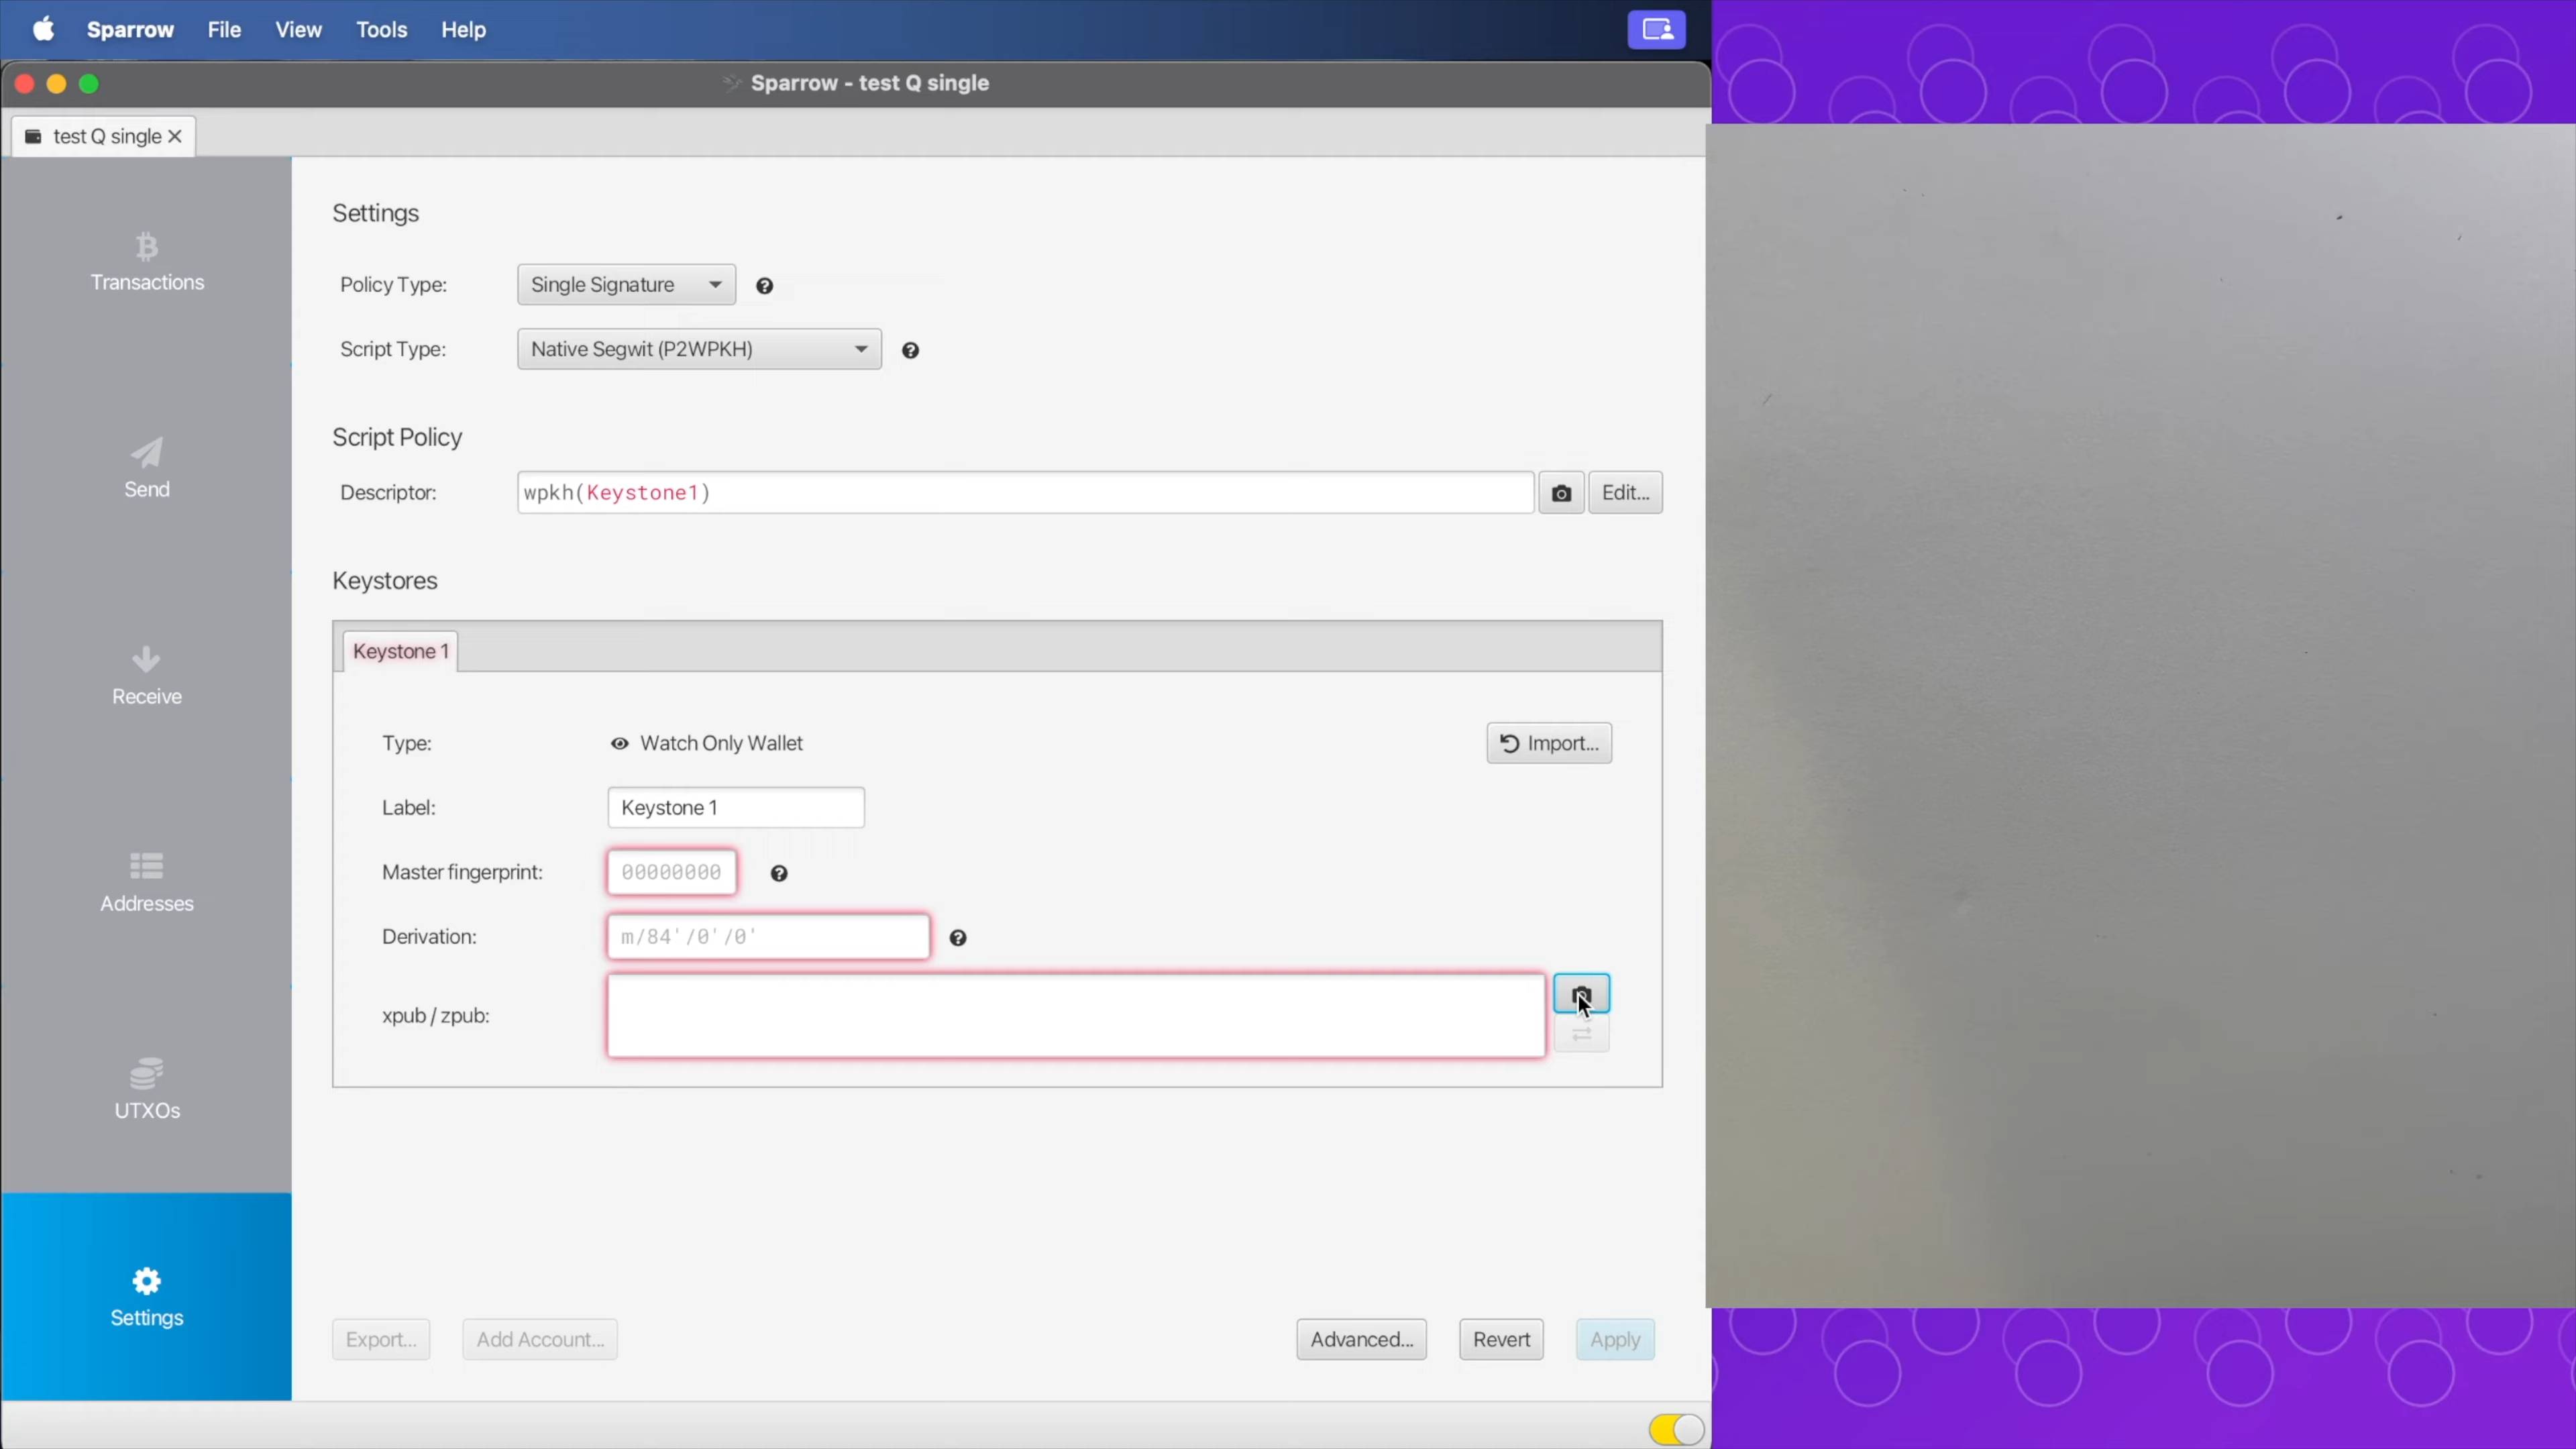 Sparrow File View Tools Help
Sparrow - test Q single
test Q single
Transactions
Send
Receive
Addresses
UTXOs
Settings
Settings
Policy Type: Single Signature
Script Type: Native Segwit (P2WPKH)
Script Policy
Descriptor: wpkh(Keystone1) Edit...
Keystores
Keystone 1
Type: Watch Only Wallet Import...
Label: Keystone 1
Master fingerprint: 00000000
Derivation: m/84'/0'/0'
xpub / zpub:
Export... Add Account... Advanced... Revert Apply